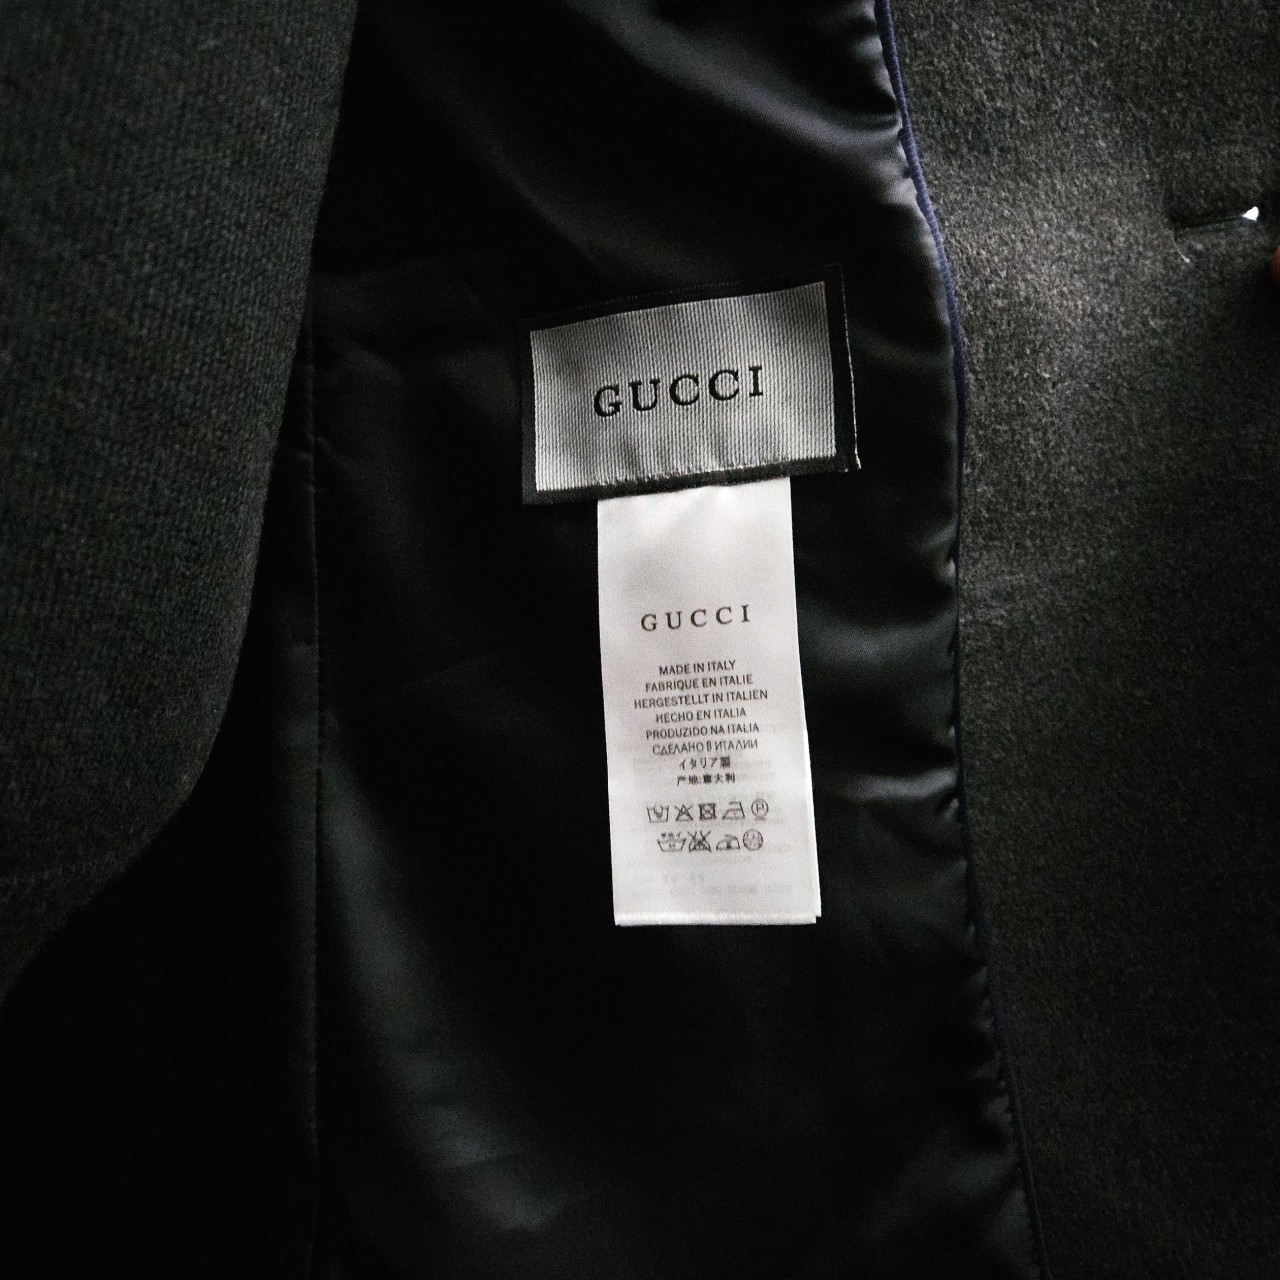 GUCCI
GUCCI
MADE IN ITALY
FABRIQUE EN ITALIE
HERGESTELLT IN ITALIEN
HECHO EN ITALIA
PRODUZIDO NA ITALIA
СДЕЛАНО В ИТАЛИИ
イタリア製
产地:意大利
P